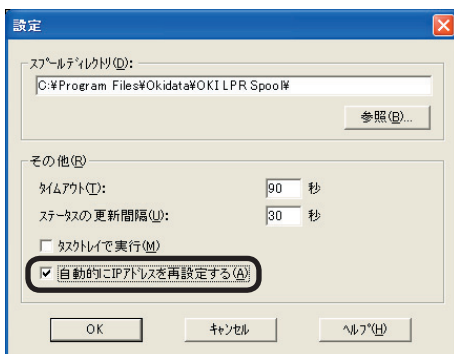 設定
スプールディレクトリ(D):
C:¥Program Files¥Okidata¥OKI LPR Spool¥
参照(B)...
その他(R)
タイムアウト(T):
90 秒
ステータスの更新間隔(U):
30 秒
タスクトレイで実行(M)
自動的にIPアドレスを再設定する(A)
OK キャンセル ヘルプ(H)